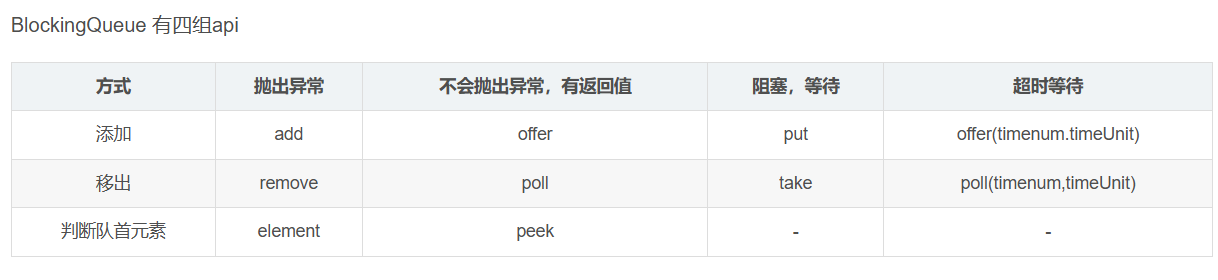 BlockingQueue 有四组api
方式 抛出异常 不会抛出异常，有返回值 阻塞，等待 超时等待
添加 add offer put offer(timenum.timeUnit)
移出 remove poll take poll(timenum,timeUnit)
判断队首元素 element peek - -